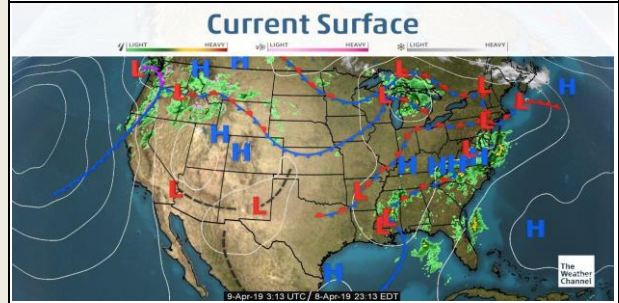 Current Surface
LIGHT HEAVY LIGHT HEAVY LIGHT HEAVY
L H H L L L H
L L L
H H L
H H H H H
L L L
L
L H
H
The
Weather
Channel
9-Apr-19 3:13 UTC / 8-Apr-19 23:13 EDT